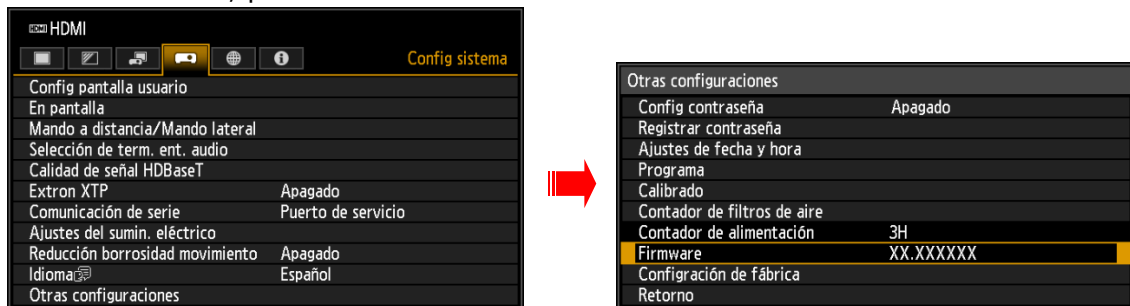 HDMI
Config sistema
Config pantalla usuario
En pantalla
Mando a distancia/Mando lateral
Selección de term. ent. audio
Calidad de señal HDBaseT
Extron XTP Apagado
Comunicación de serie Puerto de servicio
Ajustes del sumin. eléctrico
Reducción borrosidad movimiento Apagado
Idioma Español
Otras configuraciones
Otras configuraciones
Config contraseña Apagado
Registrar contraseña
Ajustes de fecha y hora
Programa
Calibrado
Contador de filtros de aire
Contador de alimentación 3H
Firmware XX.XXXXXX
Configración de fábrica
Retorno